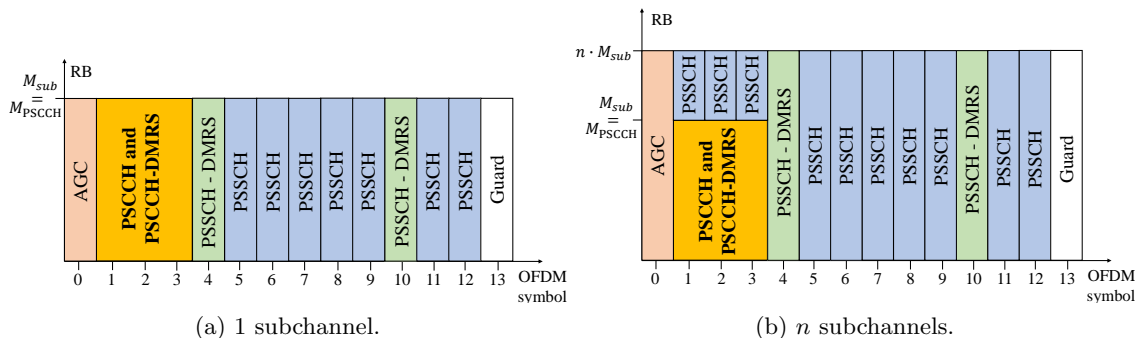 RB
M_sub
=
M_PSCCH
AGC
PSCCH and
PSCCH-DMRS
PSSCH - DMRS
PSSCH
PSSCH
PSSCH
PSSCH
PSSCH
PSSCH - DMRS
PSSCH
PSSCH
Guard
0 1 2 3 4 5 6 7 8 9 10 11 12 13
OFDM
symbol
(a) 1 subchannel.
RB
n · M_sub
M_sub
=
M_PSCCH
AGC
PSSCH
PSSCH
PSSCH
PSCCH and
PSCCH-DMRS
PSSCH - DMRS
PSSCH
PSSCH
PSSCH
PSSCH
PSSCH
PSSCH - DMRS
PSSCH
PSSCH
Guard
0 1 2 3 4 5 6 7 8 9 10 11 12 13
OFDM
symbol
(b) n subchannels.